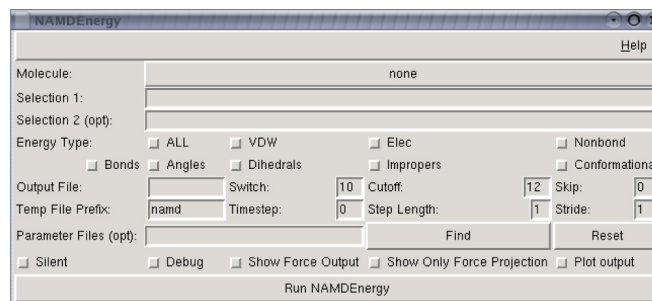 NAMDEnergy
Help
Molecule: none
Selection 1:
Selection 2 (opt):
Energy Type: ALL VDW Elec Nonbond
Bonds Angles Dihedrals Impropers Conformationa
Output File: Switch: 10 Cutoff: 12 Skip: 0
Temp File Prefix: namd Timestep: 0 Step Length: 1 Stride: 1
Parameter Files (opt): Find Reset
Silent Debug Show Force Output Show Only Force Projection Plot output
Run NAMDEnergy